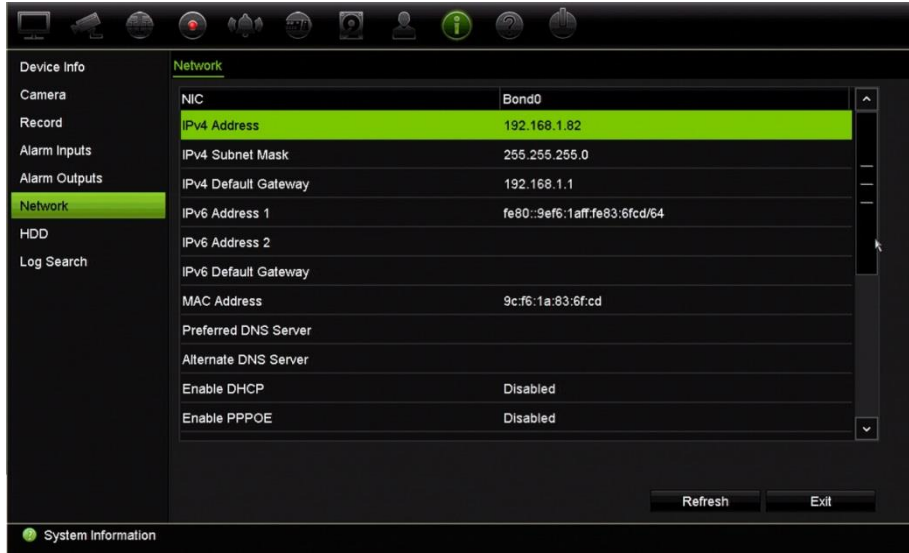 Device Info
Camera
Record
Alarm Inputs
Alarm Outputs
Network
HDD
Log Search
Network
NIC Bond0
IPv4 Address 192.168.1.82
IPv4 Subnet Mask 255.255.255.0
IPv4 Default Gateway 192.168.1.1
IPv6 Address 1 fe80::9ef6:1aff:fe83:6fcd/64
IPv6 Address 2
IPv6 Default Gateway
MAC Address 9c:f6:1a:83:6f:cd
Preferred DNS Server
Alternate DNS Server
Enable DHCP Disabled
Enable PPPOE Disabled
Refresh Exit
System Information